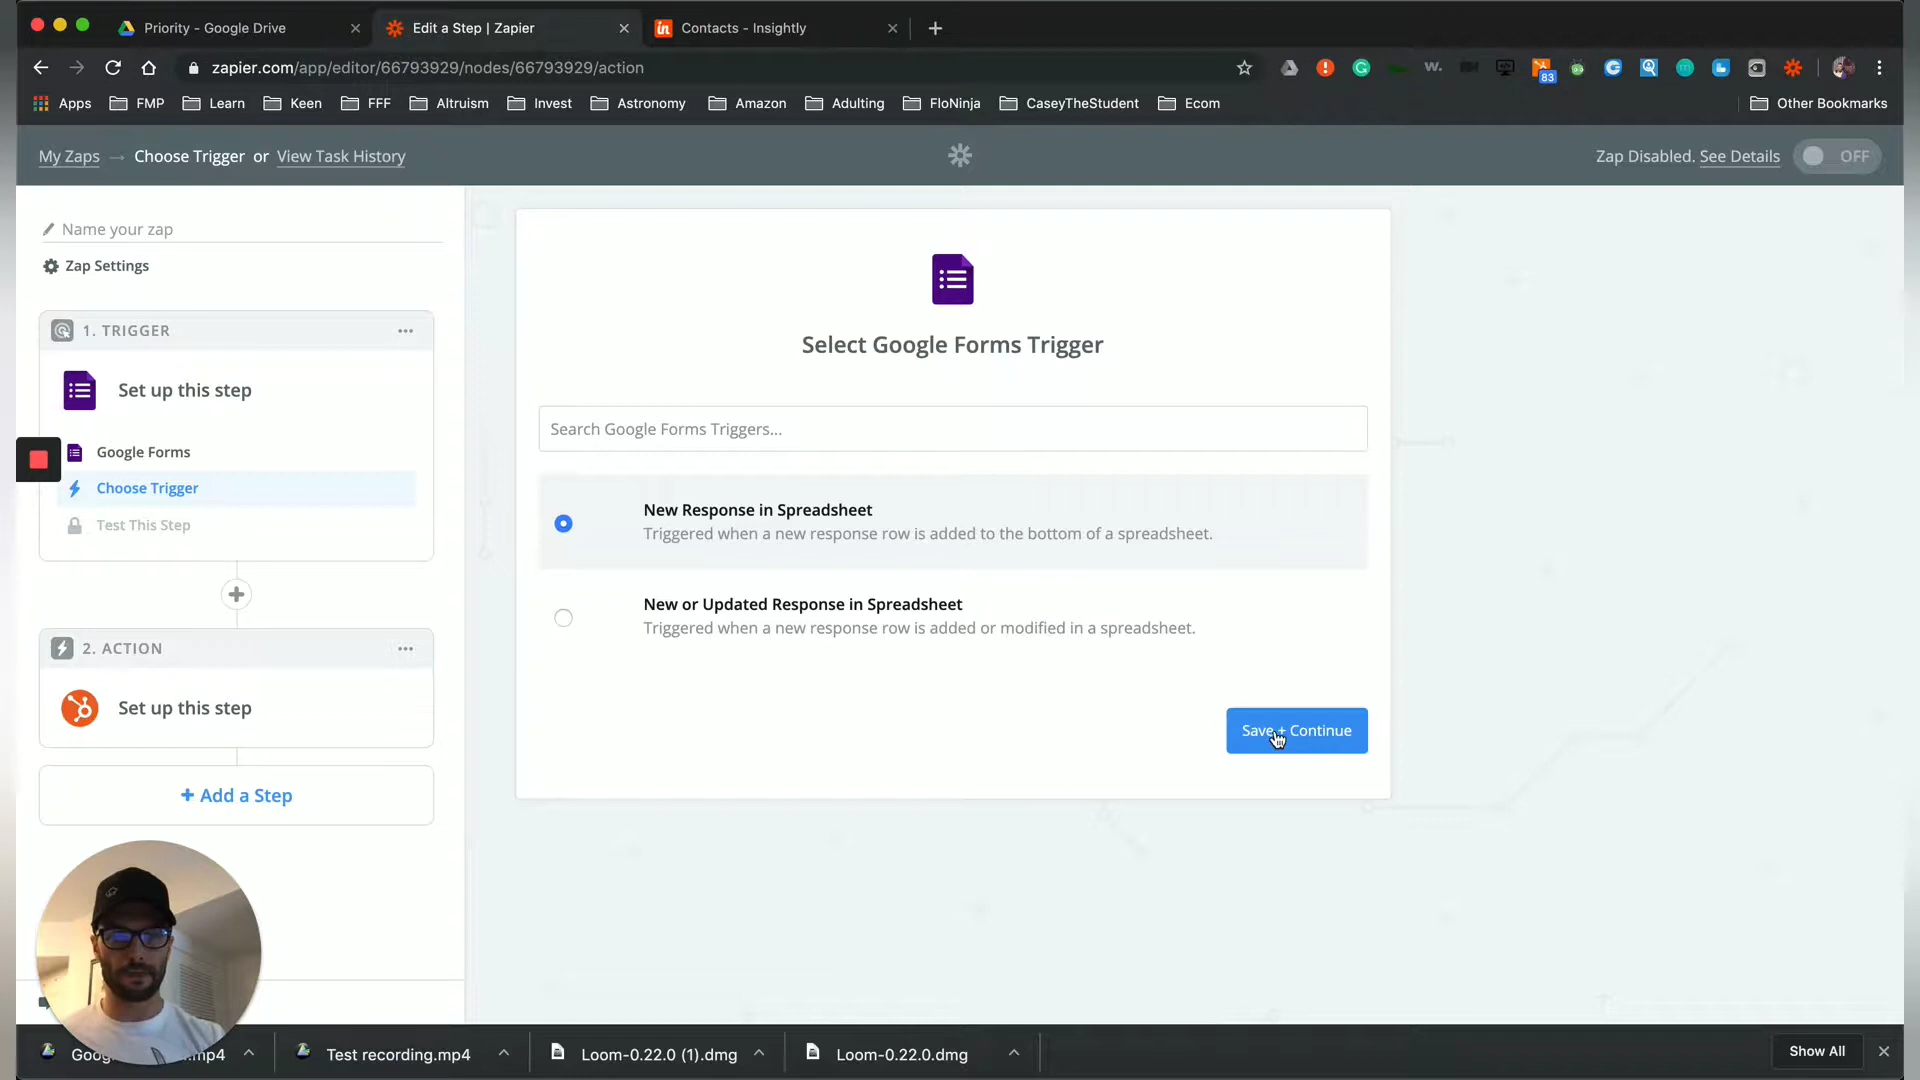 Priority - Google Drive
Edit a Step | Zapier
Contacts - Insightly
zapier.com/app/editor/66793929/nodes/66793929/action
83
Apps
FMP
Learn
Keen
FFF
Altruism
Invest
Astronomy
Amazon
Adulting
FloNinja
CaseyTheStudent
Ecom
Other Bookmarks
My Zaps → Choose Trigger or View Task History
Zap Disabled. See Details
OFF
Name your zap
Zap Settings
1. TRIGGER
Set up this step
Google Forms
Choose Trigger
Test This Step
2. ACTION
Set up this step
+ Add a Step
Select Google Forms Trigger
Search Google Forms Triggers...
New Response in Spreadsheet
Triggered when a new response row is added to the bottom of a spreadsheet.
New or Updated Response in Spreadsheet
Triggered when a new response row is added or modified in a spreadsheet.
Save + Continue
Test recording.mp4
Loom-0.22.0 (1).dmg
Loom-0.22.0.dmg
Show All